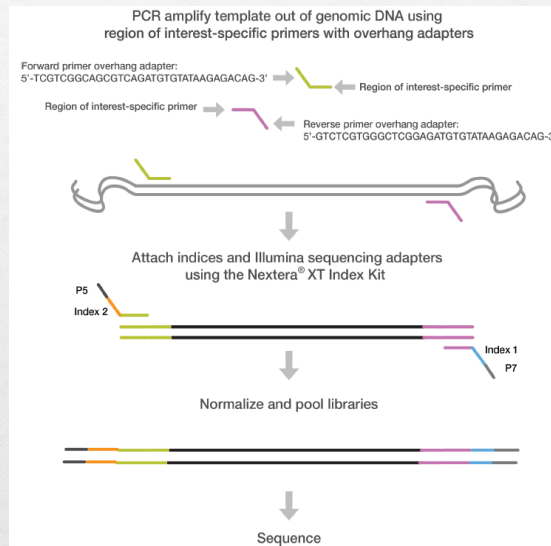 PCR amplify template out of genomic DNA using
region of interest-specific primers with overhang adapters
Forward primer overhang adapter:
5'-TCGTCGGCAGCGTCAGATGTGTATAAGAGACAG-3'
Region of interest-specific primer
Region of interest-specific primer
Reverse primer overhang adapter:
5'-GTCTCGTGGGCTCGGAGATGTGTATAAGAGACAG-3
Attach indices and Illumina sequencing adapters
using the Nextera® XT Index Kit
P5
Index 2
Index 1
P7
Normalize and pool libraries
Sequence